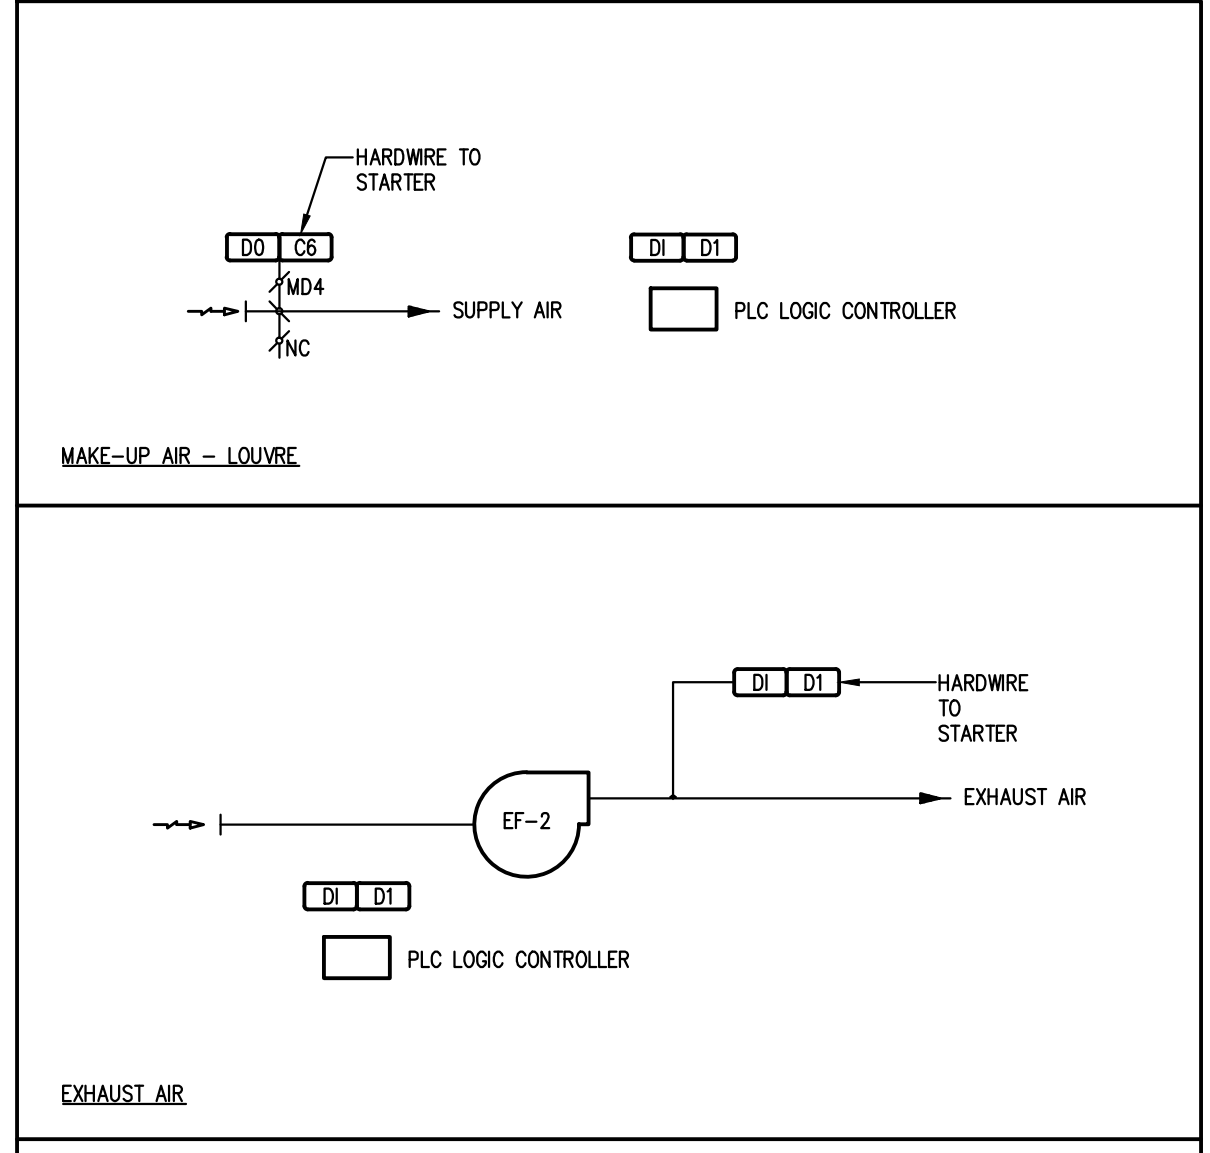 HARDWIRE TO
STARTER
DO C6
DI D1
MD4
SUPPLY AIR
PLC LOGIC CONTROLLER
NC
MAKE-UP AIR - LOUVRE
DI D1
HARDWIRE
TO
STARTER
EXHAUST AIR
EF-2
DI D1
PLC LOGIC CONTROLLER
EXHAUST AIR